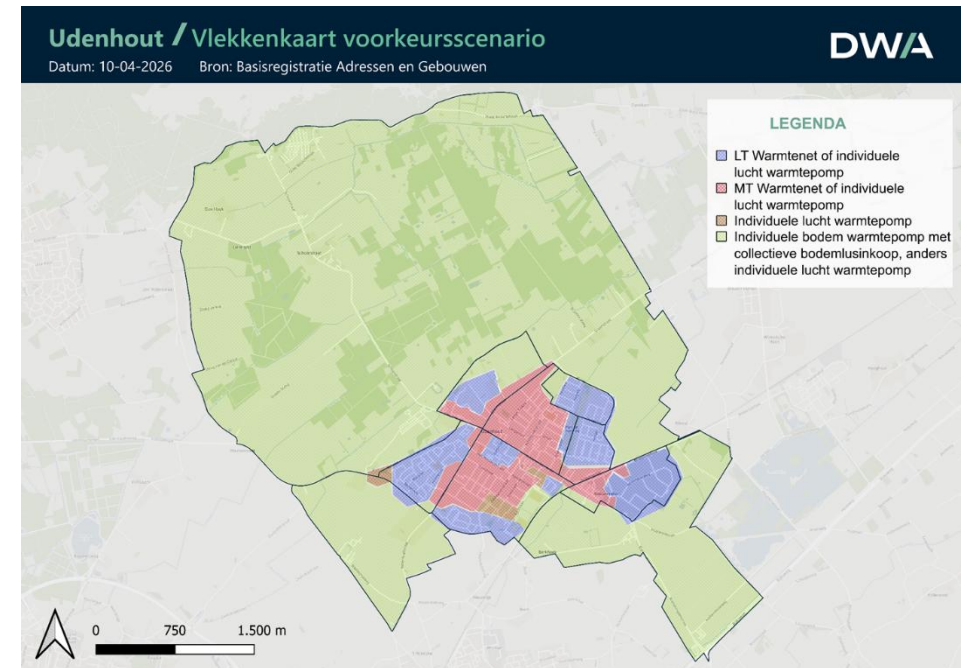 Udenhout / Vlekkenkaart voorkeursscenario
Datum: 10-04-2026 Bron: Basisregistratie Adressen en Gebouwen
DW/A
LEGENDA
LT Warmtenet of individuele
lucht warmtepomp
MT Warmtenet of individuele
lucht warmtepomp
Individuele lucht warmtepomp
Individuele bodem warmtepomp met
collectieve bodemlusinkoop, anders
individuele lucht warmtepomp
0 750 1.500 m